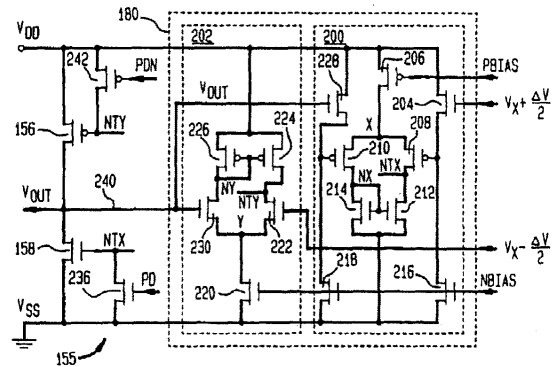 180
V_DD
202
200
242
PDN
228
206
PBIAS
V_OUT
204
V_X + ΔV/2
156
NTY
226
224
X
208
210
NTX
V_OUT
240
NY
NTY
214
NX
212
158
NTX
230
Y
222
V_X - ΔV/2
236
PD
220
218
216
NBIAS
V_SS
155